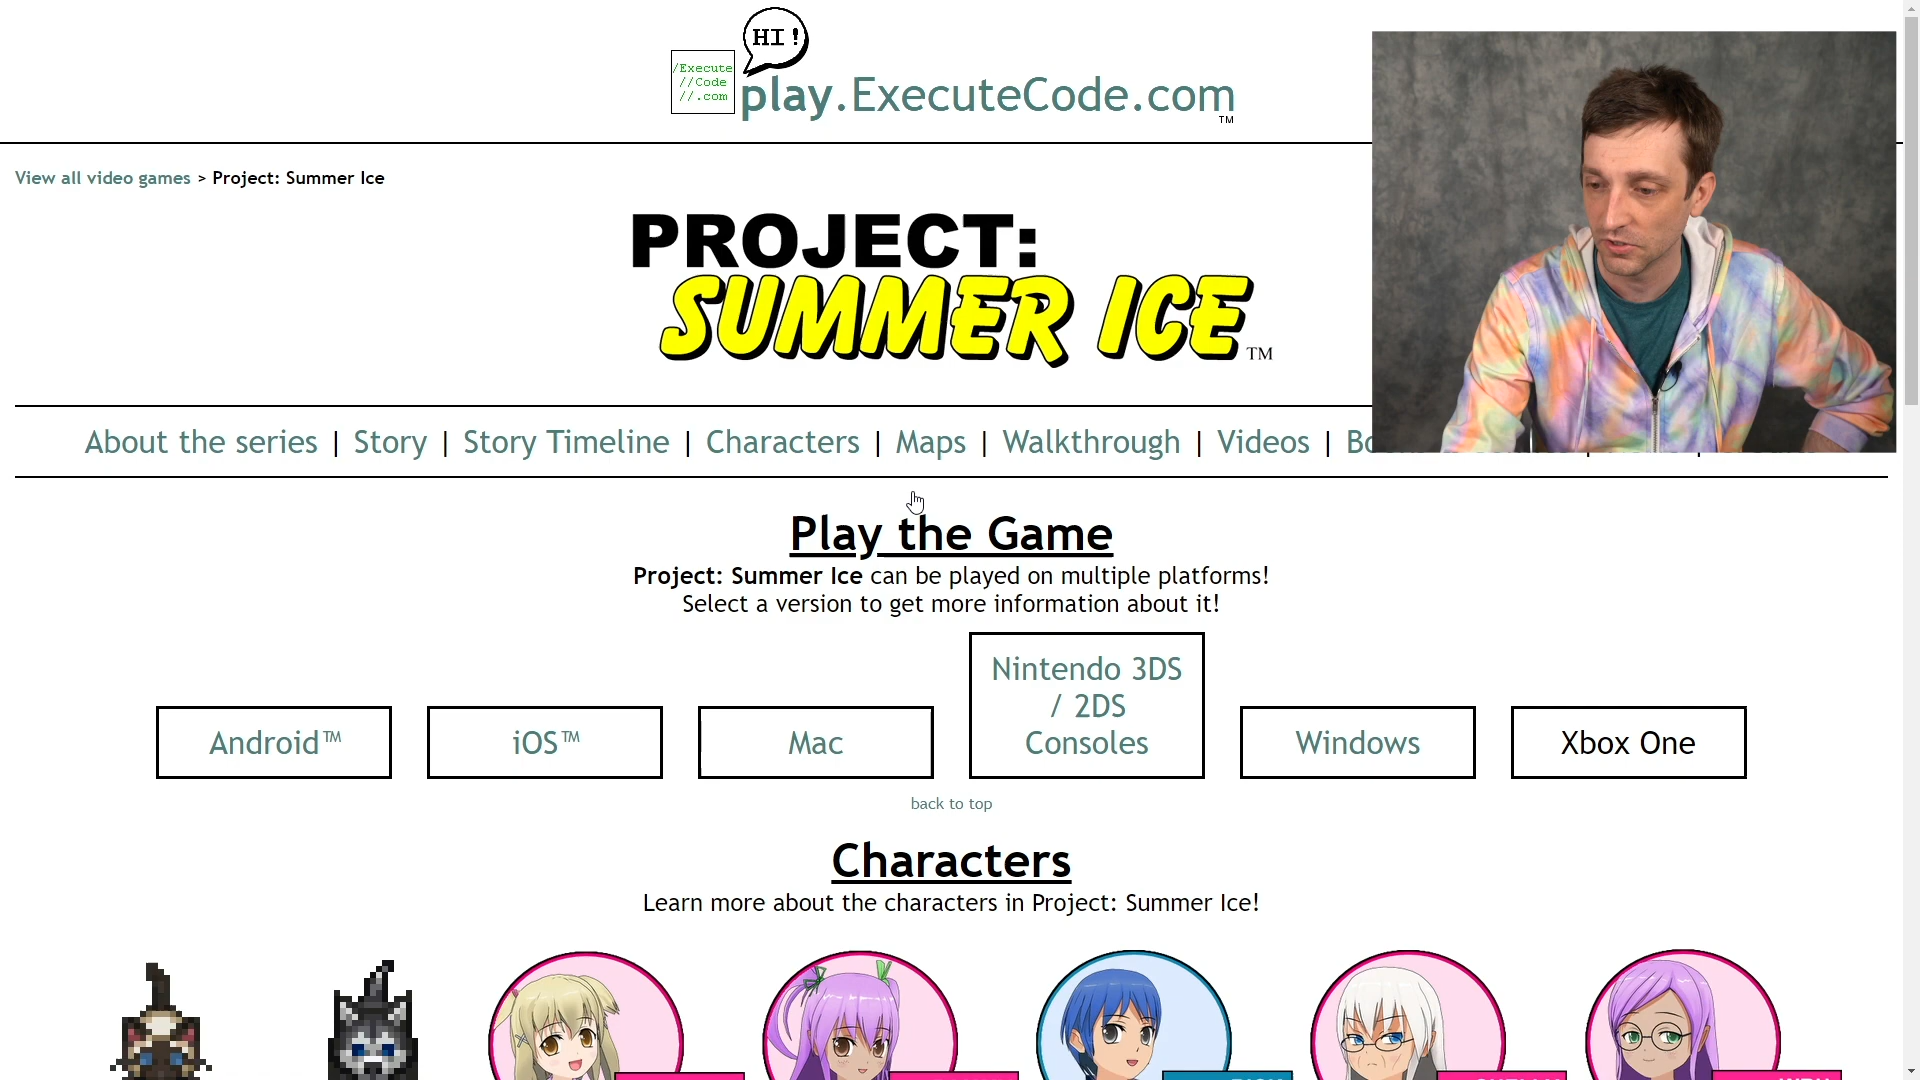 HI!
/Execute
//Code
//.com
play.ExecuteCode.com
TM
View all video games > Project: Summer Ice
PROJECT:
SUMMER ICE TM
About the series | Story | Story Timeline | Characters | Maps | Walkthrough | Videos |
Play the Game
Project: Summer Ice can be played on multiple platforms!
Select a version to get more information about it!
Android™
iOS™
Mac
Nintendo 3DS
/ 2DS
Consoles
Windows
Xbox One
back to top
Characters
Learn more about the characters in Project: Summer Ice!